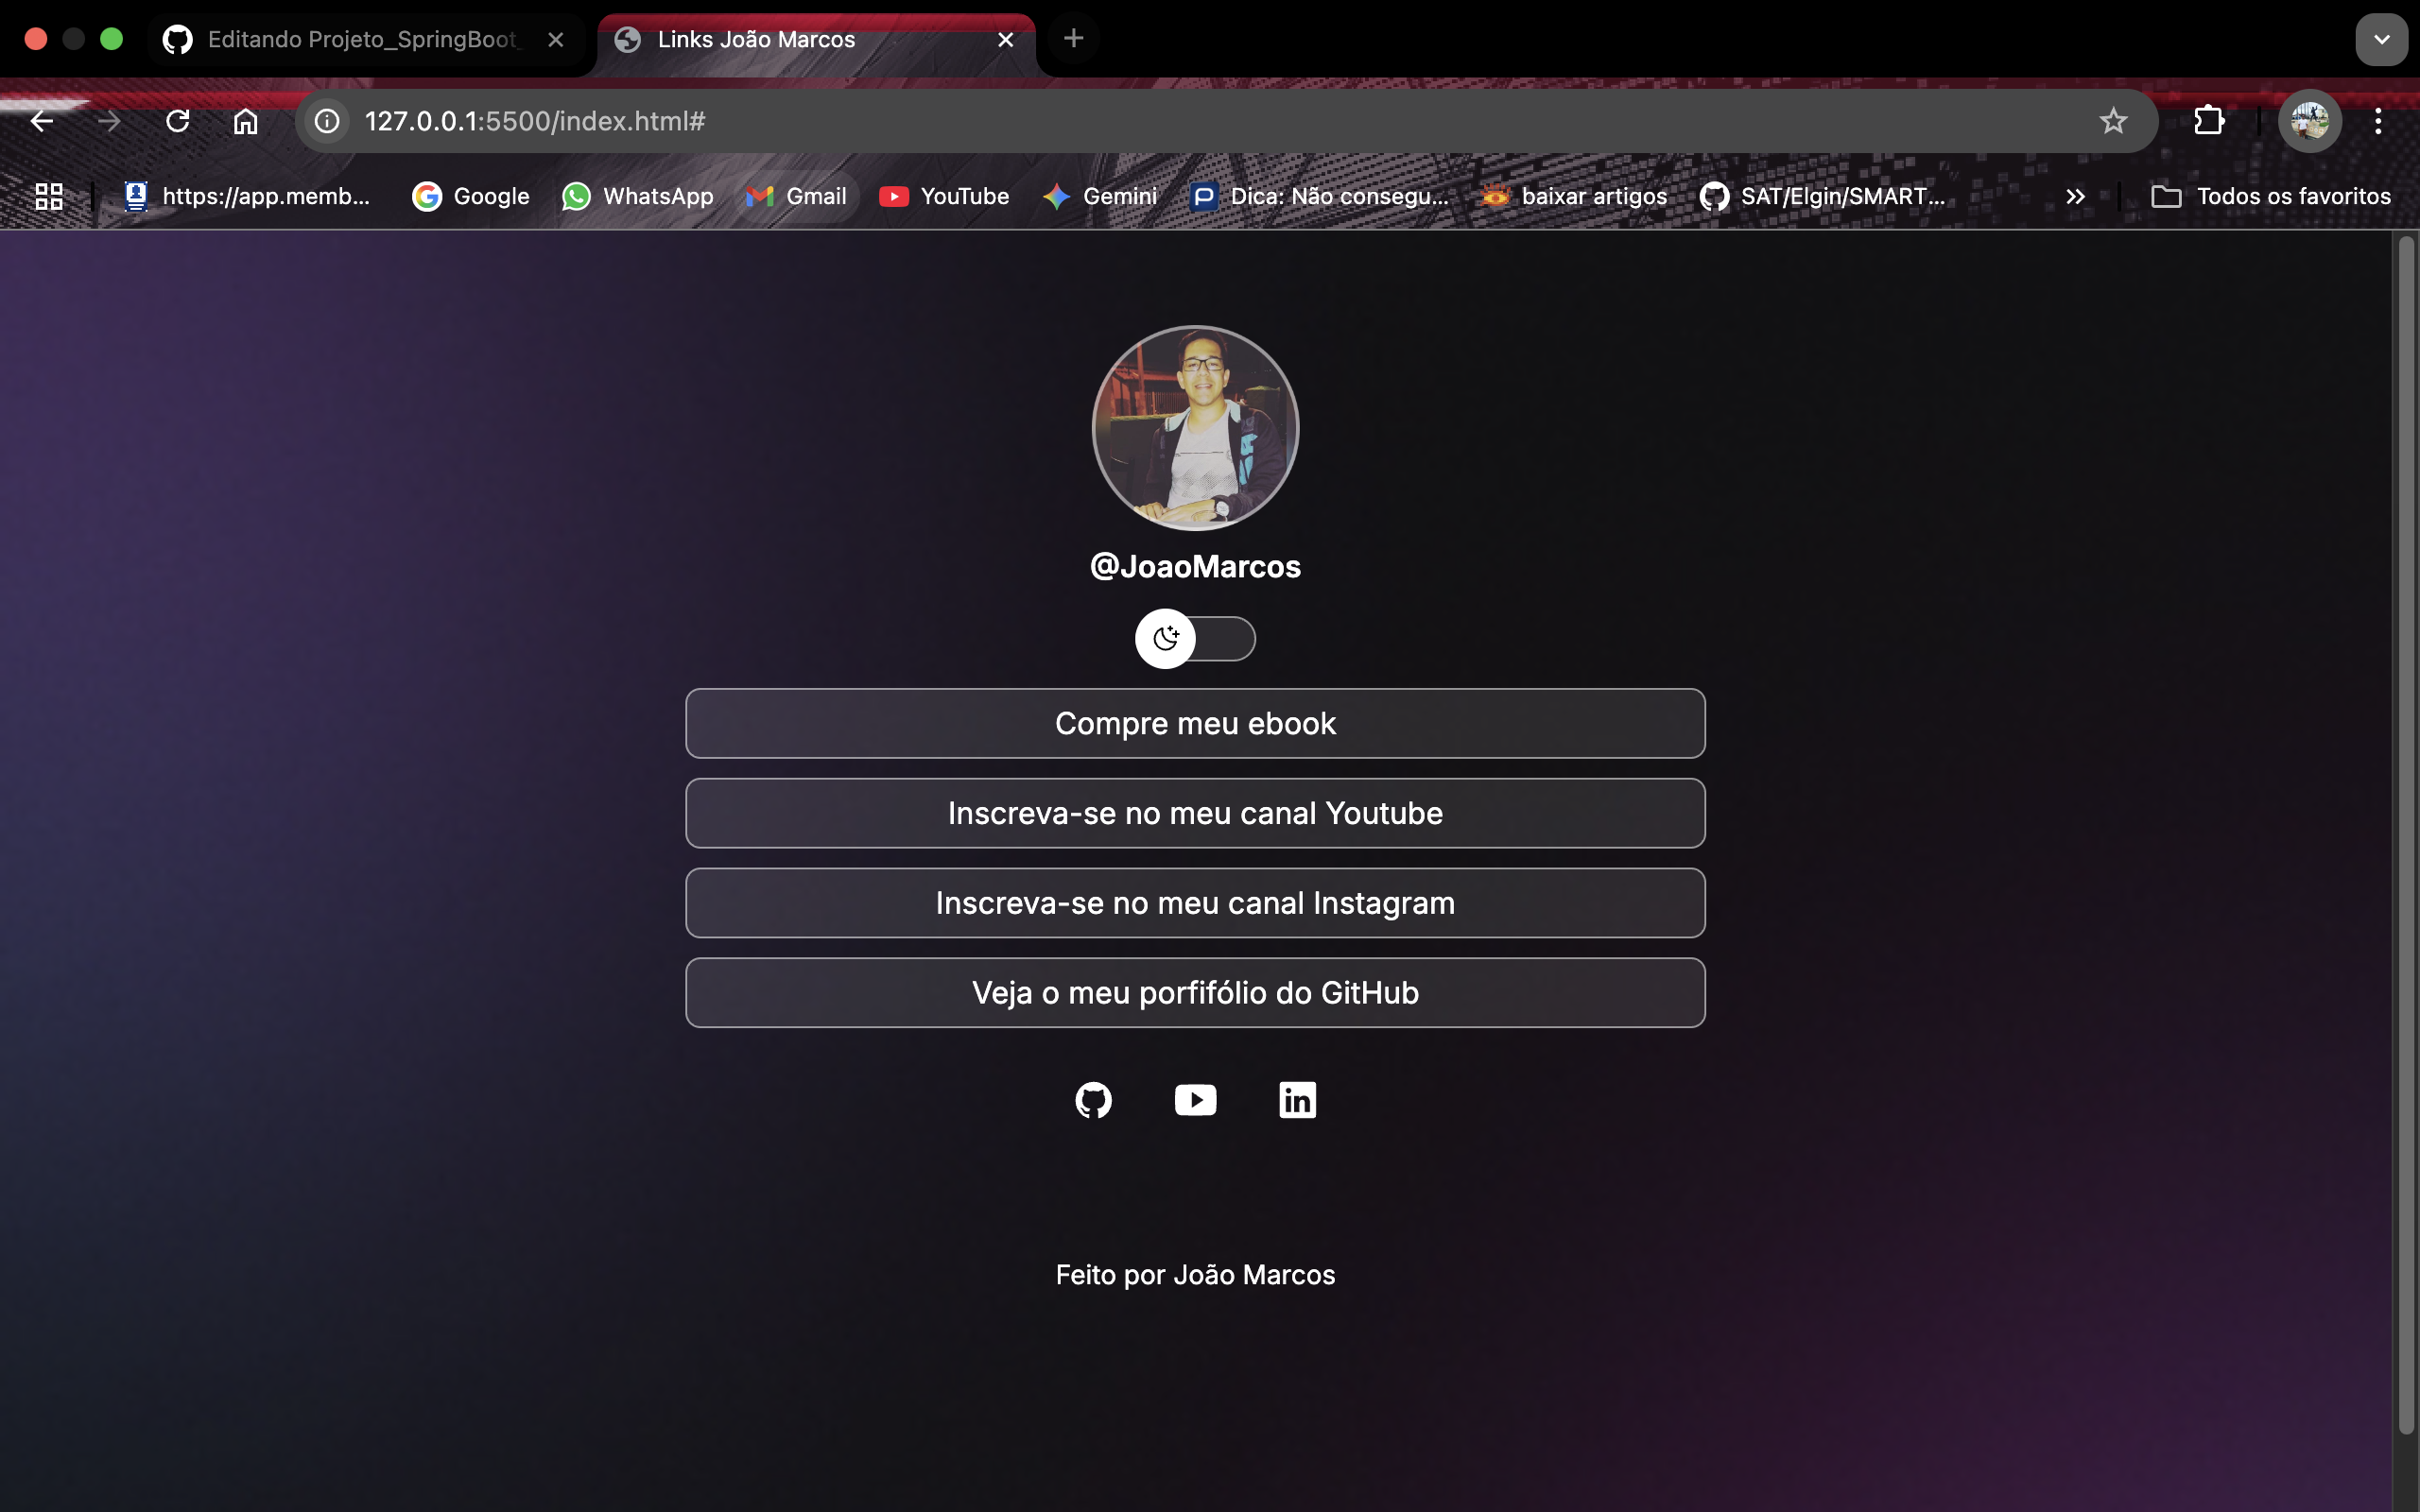 Editando Projeto_SpringBoot_
Links João Marcos
127.0.0.1:5500/index.html#
https://app.memb...
Google
WhatsApp
Gmail
YouTube
Gemini
Dica: Não consegu...
baixar artigos
SAT/Elgin/SMART...
Todos os favoritos
@JoaoMarcos
Compre meu ebook
Inscreva-se no meu canal Youtube
Inscreva-se no meu canal Instagram
Veja o meu porfifólio do GitHub
Feito por João Marcos